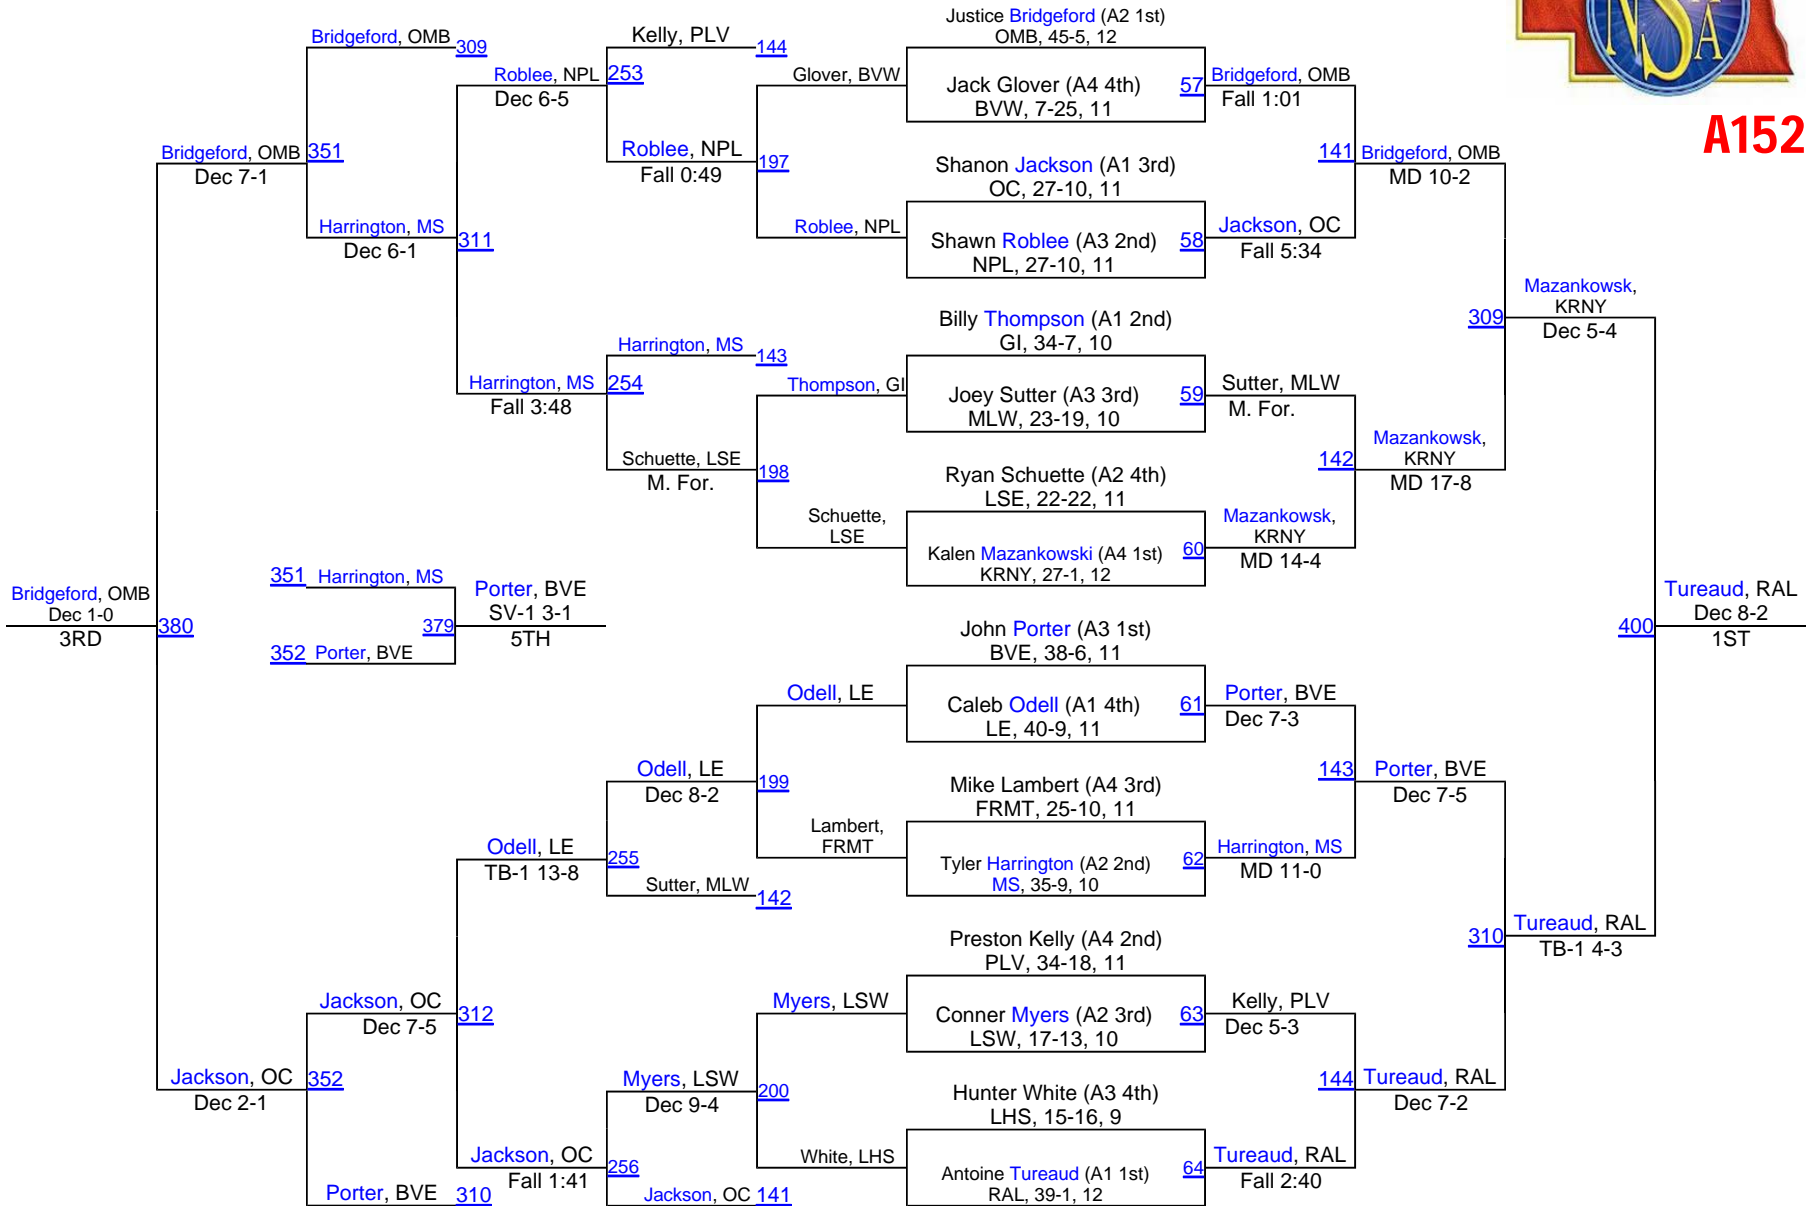 NSAA
A152
Bridgeford, OMB
309
Roblee, NPL
Dec 6-5
253
Kelly, PLV
144
Glover, BVW
Roblee, NPL
Fall 0:49
197
Roblee, NPL
Bridgeford, OMB
Dec 7-1
351
Harrington, MS
Dec 6-1
311
Harrington, MS
143
Harrington, MS
Fall 3:48
254
Thompson, GI
Schuette, LSE
M. For.
198
Schuette,
LSE
Bridgeford, OMB
Dec 1-0
3RD
380
351
Harrington, MS
379
352
Porter, BVE
Porter, BVE
SV-1 3-1
5TH
Odell, LE
Odell, LE
Dec 8-2
199
Lambert,
FRMT
Odell, LE
TB-1 13-8
255
Sutter, MLW
142
Jackson, OC
Dec 7-5
312
Myers, LSW
Myers, LSW
Dec 9-4
200
White, LHS
Jackson, OC
Dec 2-1
352
Jackson, OC
Fall 1:41
256
Porter, BVE
310
Jackson, OC
141
Justice Bridgeford (A2 1st)
OMB, 45-5, 12
Jack Glover (A4 4th)
BVW, 7-25, 11
57
Bridgeford, OMB
Fall 1:01
Shanon Jackson (A1 3rd)
OC, 27-10, 11
Shawn Roblee (A3 2nd)
NPL, 27-10, 11
58
Jackson, OC
Fall 5:34
141
Bridgeford, OMB
MD 10-2
Billy Thompson (A1 2nd)
GI, 34-7, 10
Joey Sutter (A3 3rd)
MLW, 23-19, 10
59
Sutter, MLW
M. For.
Ryan Schuette (A2 4th)
LSE, 22-22, 11
Kalen Mazankowski (A4 1st)
KRNY, 27-1, 12
60
Mazankowsk,
KRNY
MD 14-4
142
Mazankowsk,
KRNY
MD 17-8
309
Mazankowsk,
KRNY
Dec 5-4
John Porter (A3 1st)
BVE, 38-6, 11
Caleb Odell (A1 4th)
LE, 40-9, 11
61
Porter, BVE
Dec 7-3
Mike Lambert (A4 3rd)
FRMT, 25-10, 11
Tyler Harrington (A2 2nd)
MS, 35-9, 10
62
Harrington, MS
MD 11-0
143
Porter, BVE
Dec 7-5
Preston Kelly (A4 2nd)
PLV, 34-18, 11
Conner Myers (A2 3rd)
LSW, 17-13, 10
63
Kelly, PLV
Dec 5-3
Hunter White (A3 4th)
LHS, 15-16, 9
Antoine Tureaud (A1 1st)
RAL, 39-1, 12
64
Tureaud, RAL
Fall 2:40
144
Tureaud, RAL
Dec 7-2
310
Tureaud, RAL
TB-1 4-3
400
Tureaud, RAL
Dec 8-2
1ST